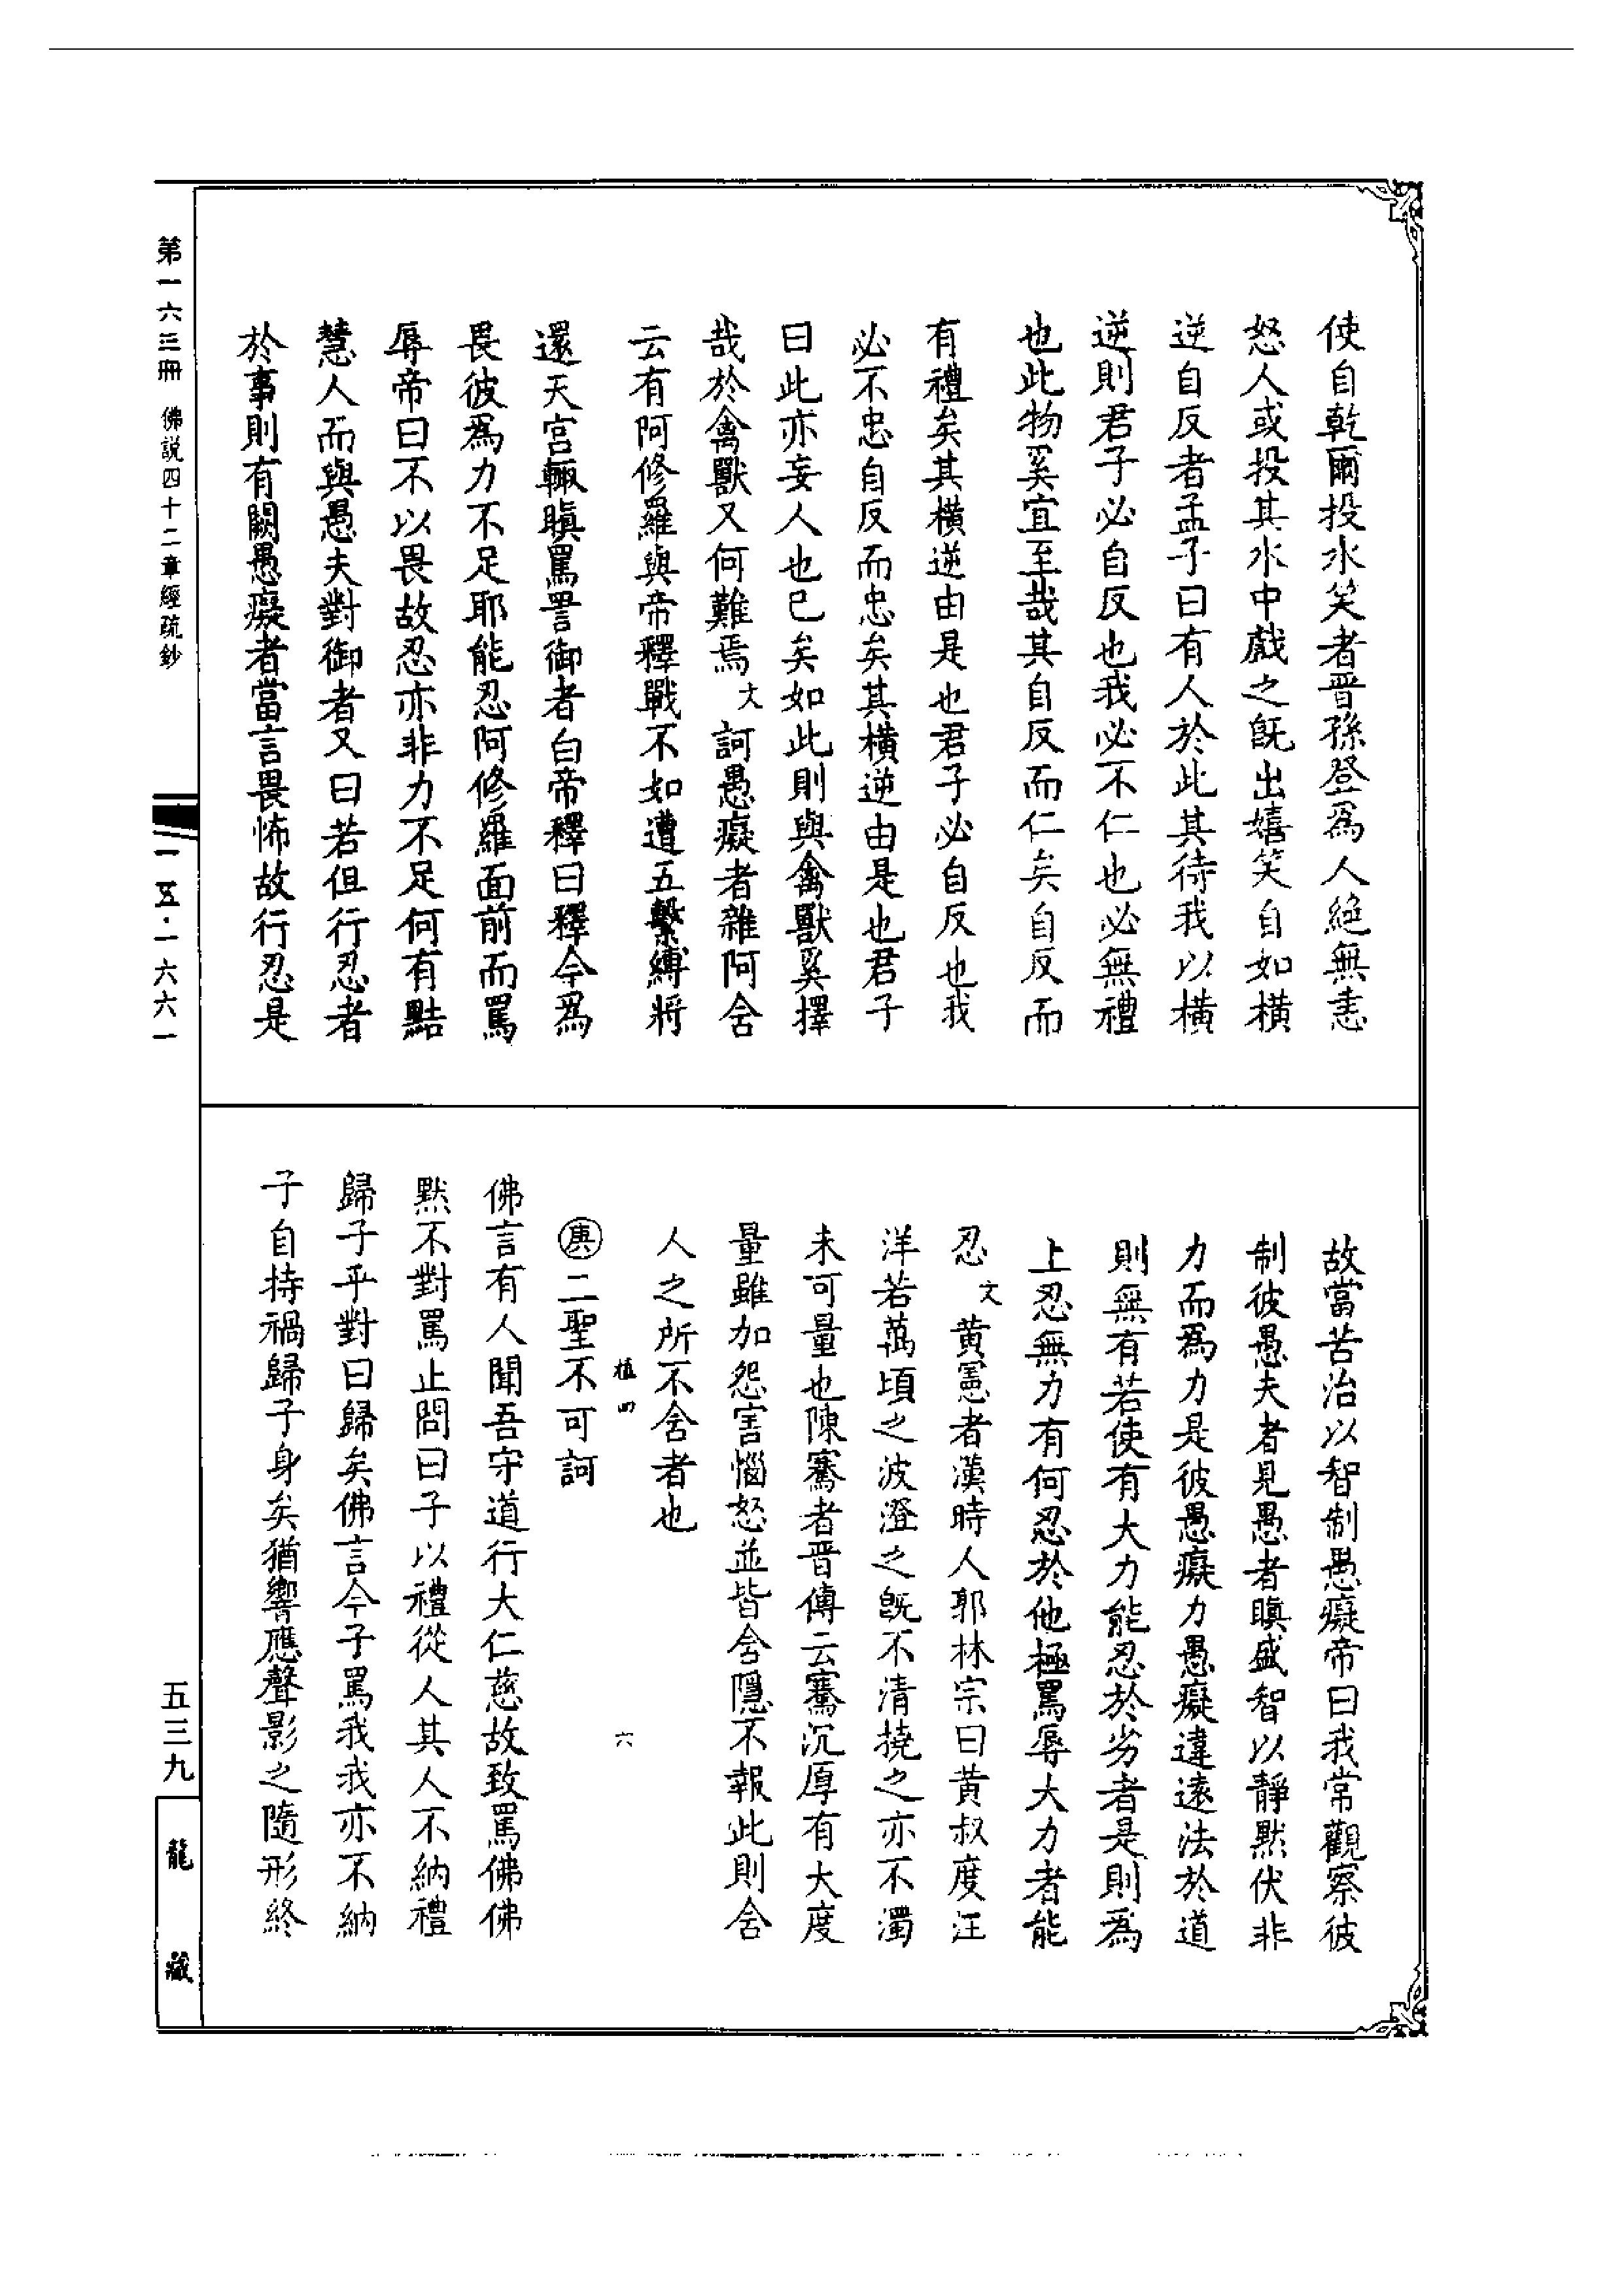 使自乾爾投水笑者晋孫登爲人絕無恚
怒人或投其水中戲之旣出嬉笑自如橫
逆自反者孟子曰有人於此其待我以橫
逆則君子必自反也我必不仁也必無禮
也此物奚宜至哉其自反而仁矣自反而
有禮矣其橫逆由是也君子必自反也我
必不忠自反而忠矣其橫逆由是也君子
曰此亦妄人也已矣如此則與禽獸奚擇
哉於禽獸又何難焉文訶愚癡者雜阿舍
云有阿修羅與帝釋戰不如遭五繫縛將
還天宮輙瞋罵詈御者白帝釋曰釋今爲
畏彼爲力不足耶能忍阿修羅面前而罵
辱帝曰不以畏故忍亦非力不足何有黠
慧人而與愚夫對御者又曰若但行忍者
於事則有闕愚癡者當言畏怖故行忍是
故當苦治以智制愚癡帝曰我常觀察彼
制彼愚夫者見愚者瞋盛智以靜默伏非
力而爲力是彼愚癡力愚癡違遠法於道
則無有若使有大力能忍於劣者是則爲
上忍無力有何忍於他極罵辱大力者能
忍文黄憲者漢時人郭林宗曰黄叔度汪
洋若萬頃之波澄之旣不清撓之亦不濁
未可量也陳騫者晋傳云騫沉厚有大度
量雖加怨害惱怒並皆舍隱不報此則舍
人之所不舍者也
植四 六
庚二聖不可訶
佛言有人聞吾守道行大仁慈故致罵佛佛
默不對罵止問曰子以禮從人其人不納禮
歸子乎對曰歸矣佛言今子罵我我亦不納
子自持禍歸子身矣猶響應聲影之隨形終
第一六三冊 佛説四十二章經疏鈔
一五·一六六一
五三九
龍藏